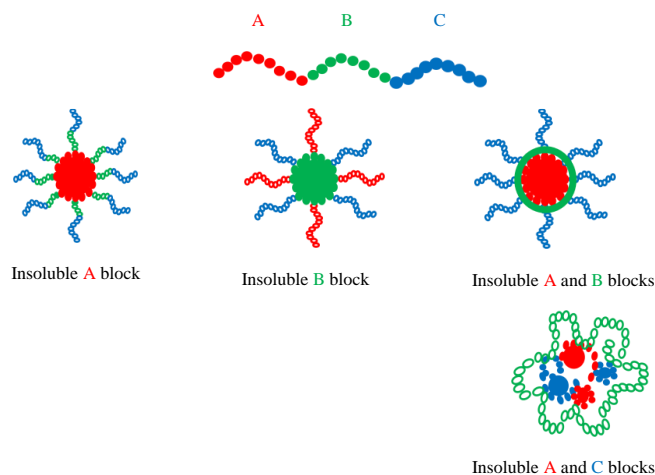 A B C
Insoluble A block
Insoluble B block
Insoluble A and B blocks
Insoluble A and C blocks